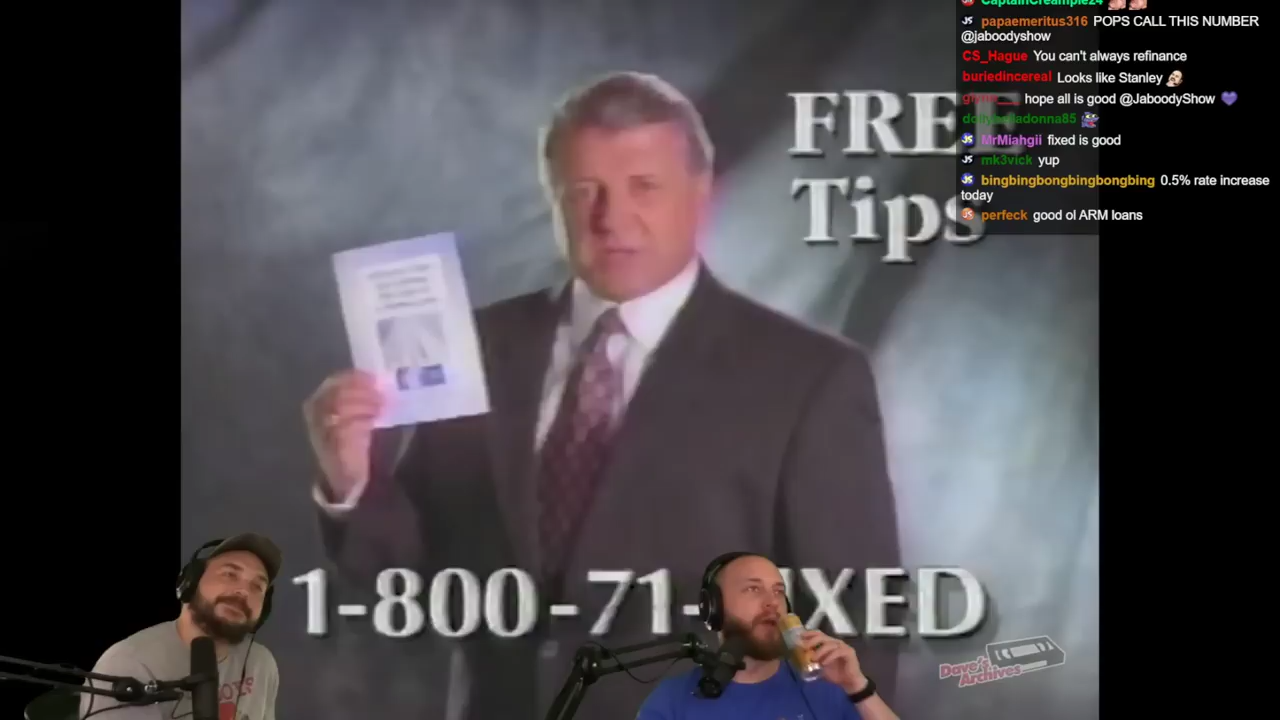 CaptainCreample24
papaemeritus316 POPS CALL THIS NUMBER
@jaboodyshow
CS_Hague You can't always refinance
buriedincereal Looks like Stanley
hope all is good @JaboodyShow
MrMiahgii fixed is good
mk3vick yup
bingbingbongbingbongbing 0.5% rate increase
today
perfeck good ol ARM loans
FREE
Tips
1-800-71- XED
Dave's
Archives